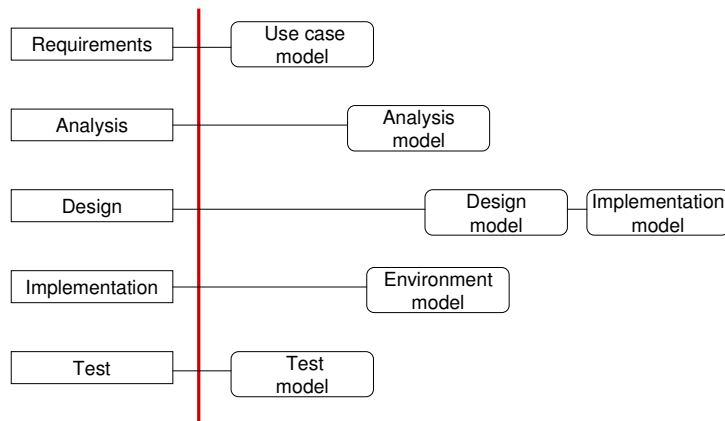 Requirements
Use case
model
Analysis
Analysis
model
Design
Design
model
Implementation
model
Implementation
Environment
model
Test
Test
model